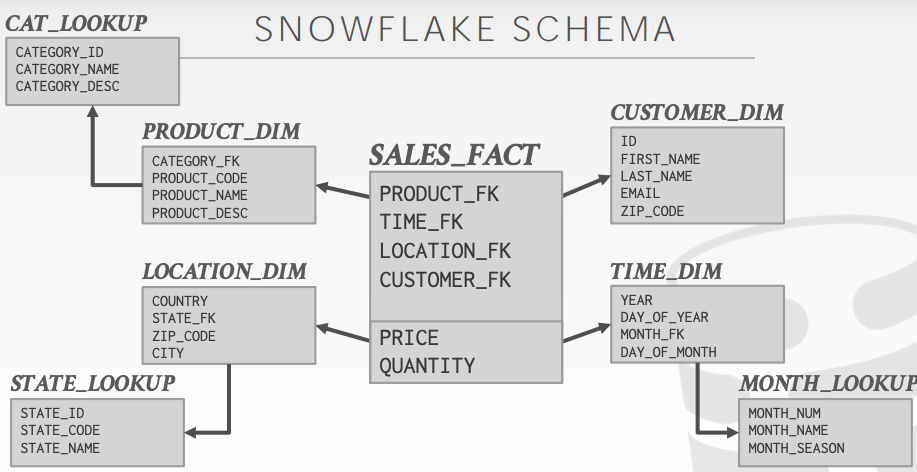 SNOWFLAKE SCHEMA
CAT_LOOKUP
CATEGORY_ID
CATEGORY_NAME
CATEGORY_DESC
PRODUCT_DIM
CATEGORY_FK
PRODUCT_CODE
PRODUCT_NAME
PRODUCT_DESC
SALES_FACT
PRODUCT_FK
TIME_FK
LOCATION_FK
CUSTOMER_FK
PRICE
QUANTITY
CUSTOMER_DIM
ID
FIRST_NAME
LAST_NAME
EMAIL
ZIP_CODE
LOCATION_DIM
COUNTRY
STATE_FK
ZIP_CODE
CITY
TIME_DIM
YEAR
DAY_OF_YEAR
MONTH_FK
DAY_OF_MONTH
STATE_LOOKUP
STATE_ID
STATE_CODE
STATE_NAME
MONTH_LOOKUP
MONTH_NUM
MONTH_NAME
MONTH_SEASON